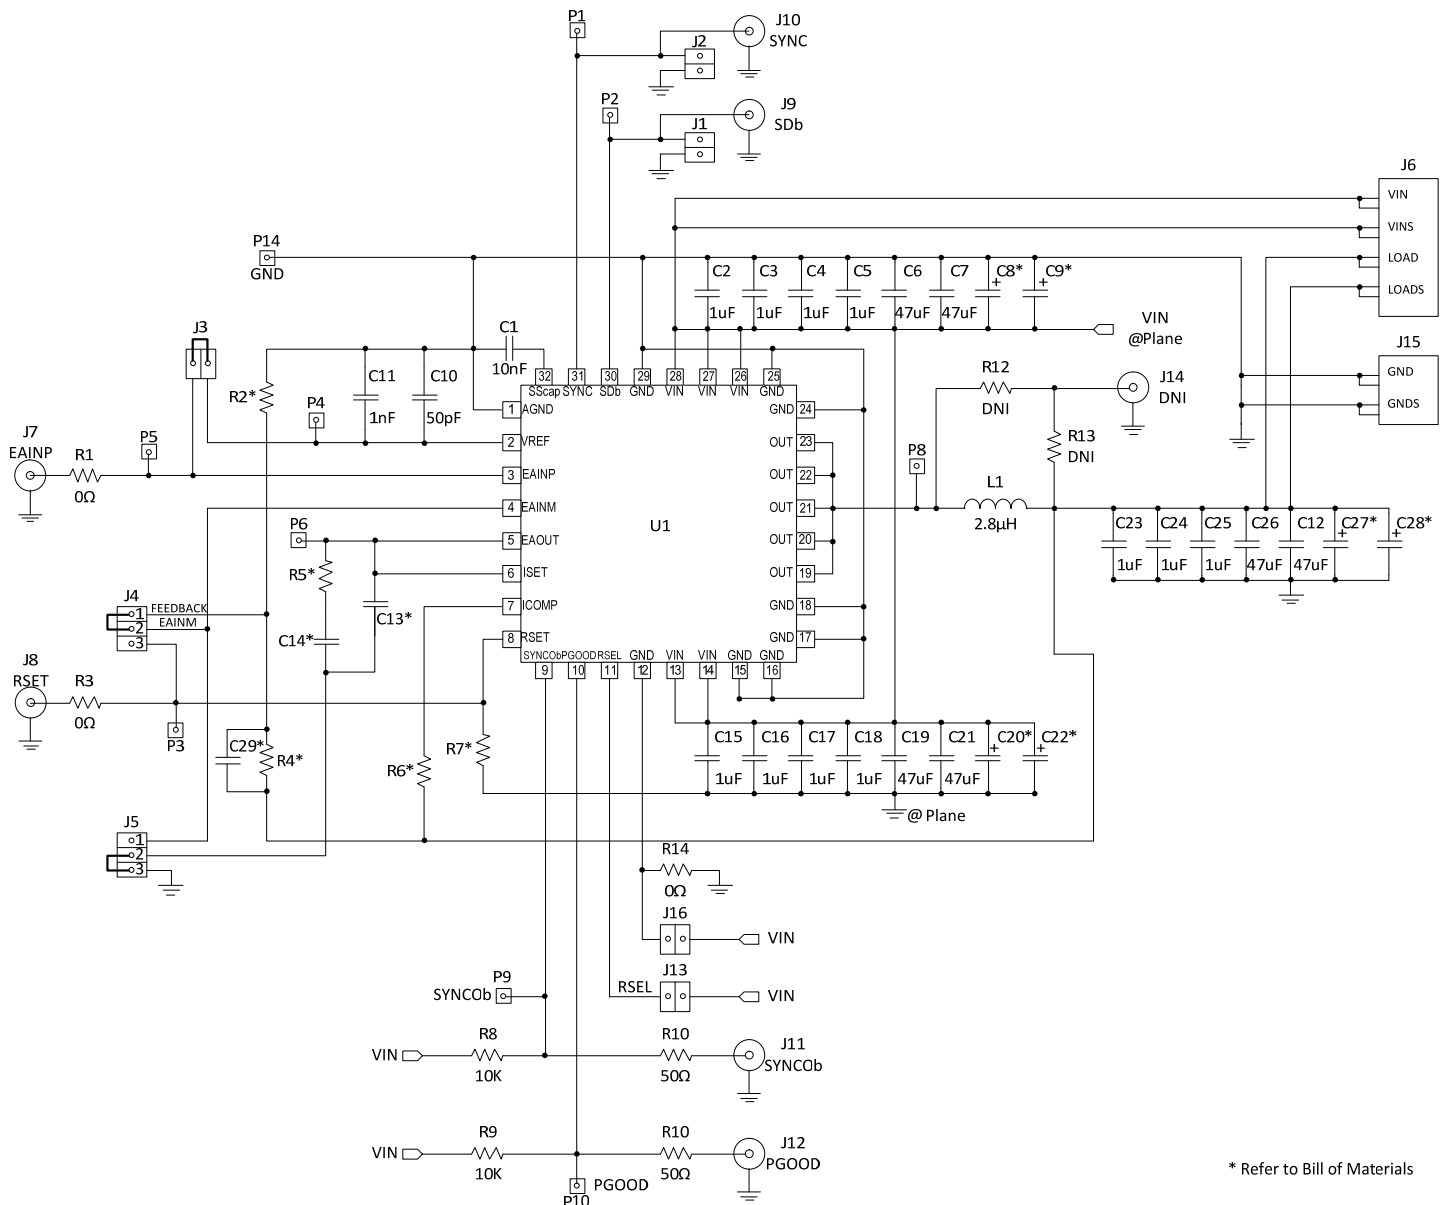 P1
J10
SYNC
J2
P2
J9
SDb
J1
J6
VIN
VINS
LOAD
LOADS
P14
GND
C2
C3
C4
C5
C6
C7
C8*
C9*
1uF
1uF
1uF
1uF
47uF
47uF
+
+
VIN
@Plane
J15
GND
GNDS
J3
C1
10nF
R2*
C11
1nF
C10
50pF
P4
32
31
30
29
28
27
26
25
SScap
SYNC
SDb
GND
VIN
VIN
VIN
GND
R12
DNI
J14
DNI
R13
DNI
J7
EAINP
R1
0Ω
P5
1
AGND
2
VREF
3
EAINP
4
EAINM
5
EAOUT
6
ISET
7
ICOMP
8
RSET
U1
GND
24
OUT
23
OUT
22
OUT
21
OUT
20
OUT
19
GND
18
GND
17
P8
L1
2.8µH
C23
C24
C25
C26
C12
C27*
C28*
1uF
1uF
1uF
47uF
47uF
+
+
P6
R5*
C13*
C14*
J4
1
2
3
FEEDBACK
EAINM
J8
RSET
R3
0Ω
P3
SYNCOb
PGOOD
RSEL
GND
VIN
VIN
GND
GND
9
10
11
12
13
14
15
16
C29*
R4*
R6*
R7*
C15
C16
C17
C18
C19
C21
C20*
C22*
1uF
1uF
1uF
1uF
47uF
47uF
+
+
@ Plane
J5
1
2
3
R14
0Ω
J16
VIN
J13
RSEL
VIN
P9
SYNCOb
VIN
R8
10K
R10
50Ω
J11
SYNCOb
VIN
R9
10K
R10
50Ω
J12
PGOOD
PGOOD
P10
* Refer to Bill of Materials